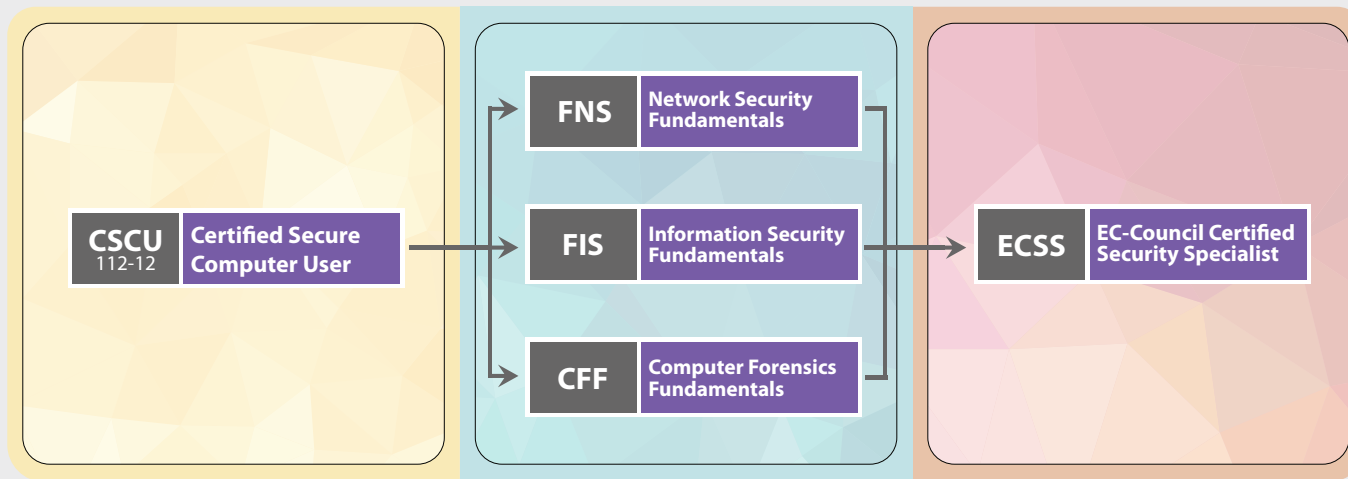 CSCU
112-12
Certified Secure
Computer User
FNS
Network Security
Fundamentals
FIS
Information Security
Fundamentals
CFF
Computer Forensics
Fundamentals
ECSS
EC-Council Certified
Security Specialist